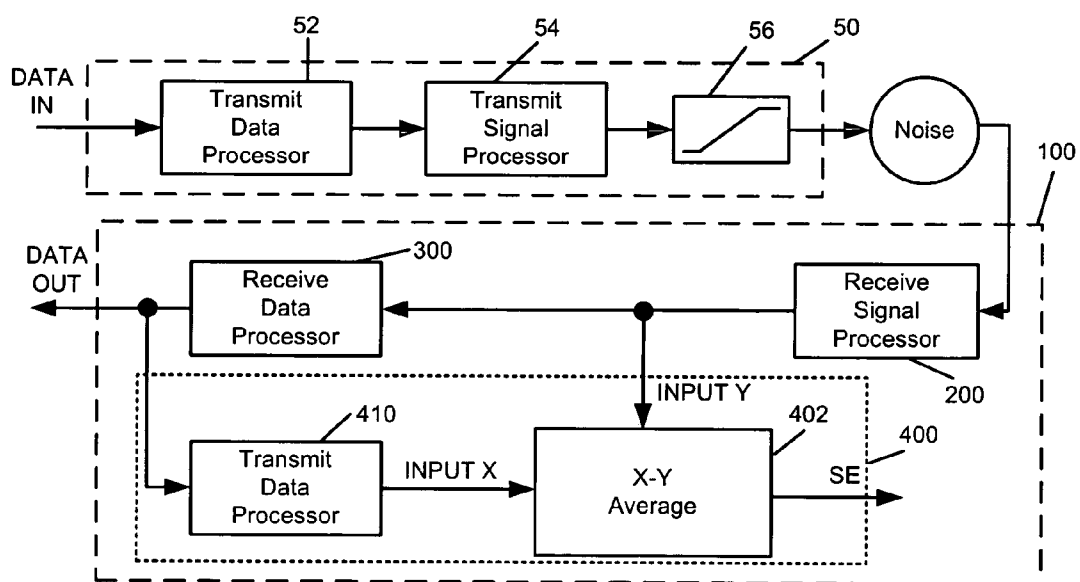 52
54
56
50
DATA
IN
Transmit
Data
Processor
Transmit
Signal
Processor
Noise
100
DATA
OUT
300
Receive
Data
Processor
Receive
Signal
Processor
200
INPUT Y
410
402
400
Transmit
Data
Processor
INPUT X
X-Y
Average
SE